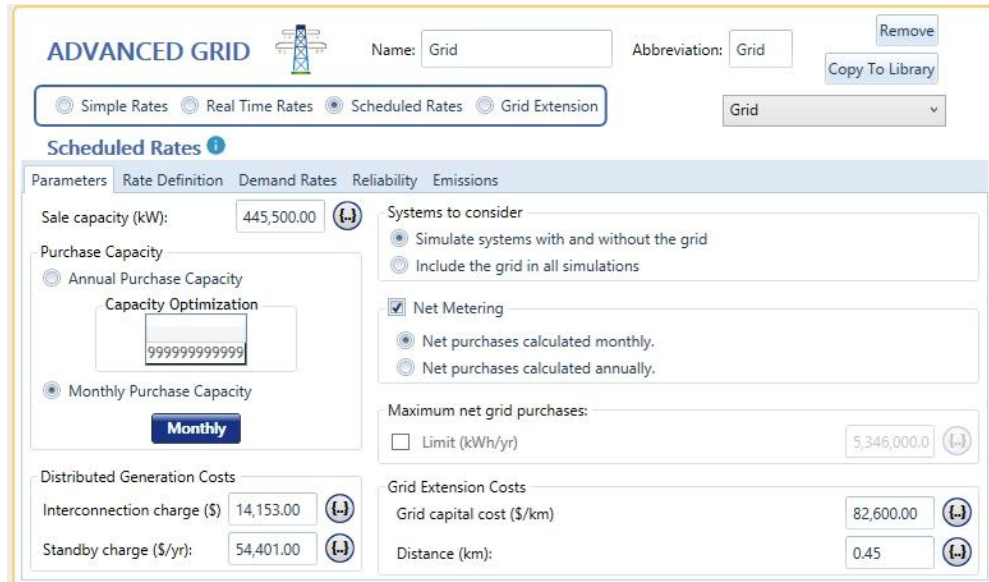 ADVANCED GRID
Name: Grid
Abbreviation: Grid
Remove
Copy To Library
Simple Rates Real Time Rates Scheduled Rates Grid Extension
Grid
Scheduled Rates
Parameters Rate Definition Demand Rates Reliability Emissions
Sale capacity (kW): 445,500.00 {..}
Purchase Capacity
Annual Purchase Capacity
Capacity Optimization
999999999999
Monthly Purchase Capacity
Monthly
Distributed Generation Costs
Interconnection charge ($) 14,153.00 {..}
Standby charge ($/yr): 54,401.00 {..}
Systems to consider
Simulate systems with and without the grid
Include the grid in all simulations
Net Metering
Net purchases calculated monthly.
Net purchases calculated annually.
Maximum net grid purchases:
Limit (kWh/yr) 5,346,000.0 {..}
Grid Extension Costs
Grid capital cost ($/km) 82,600.00 {..}
Distance (km): 0.45 {..}